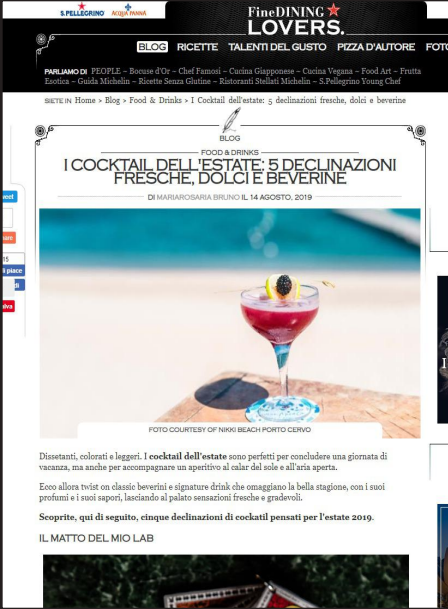 S.PELLEGRINO ACQUA PANNA
FineDINING
LOVERS.
BLOG RICETTE TALENTI DEL GUSTO PIZZA D'AUTORE FOTO
PARLIAMO DI PEOPLE – Bocuse d'Or – Chef Famosi – Cucina Giapponese – Cucina Vegana – Food Art – Frutta
Esotica – Guida Michelin – Ricette Senza Glutine – Ristoranti Stellati Michelin – S.Pellegrino Young Chef
SIETE IN Home > Blog > Food & Drinks > I Cocktail dell'estate: 5 declinazioni fresche, dolci e beverine
BLOG
FOOD & DRINKS
I COCKTAIL DELL'ESTATE: 5 DECLINAZIONI
FRESCHE, DOLCI E BEVERINE
DI MARIAROSARIA BRUNO IL 14 AGOSTO, 2019
weet
are
15
i piace
alva
FOTO COURTESY OF NIKKI BEACH PORTO CERVO
Dissetanti, colorati e leggeri. I cocktail dell'estate sono perfetti per concludere una giornata di
vacanza, ma anche per accompagnare un aperitivo al calar del sole e all'aria aperta.
Ecco allora twist on classic beverini e signature drink che omaggiano la bella stagione, con i suoi
profumi e i suoi sapori, lasciando al palato sensazioni fresche e gradevoli.
Scoprite, qui di seguito, cinque declinazioni di cockatil pensati per l'estate 2019.
IL MATTO DEL MIO LAB